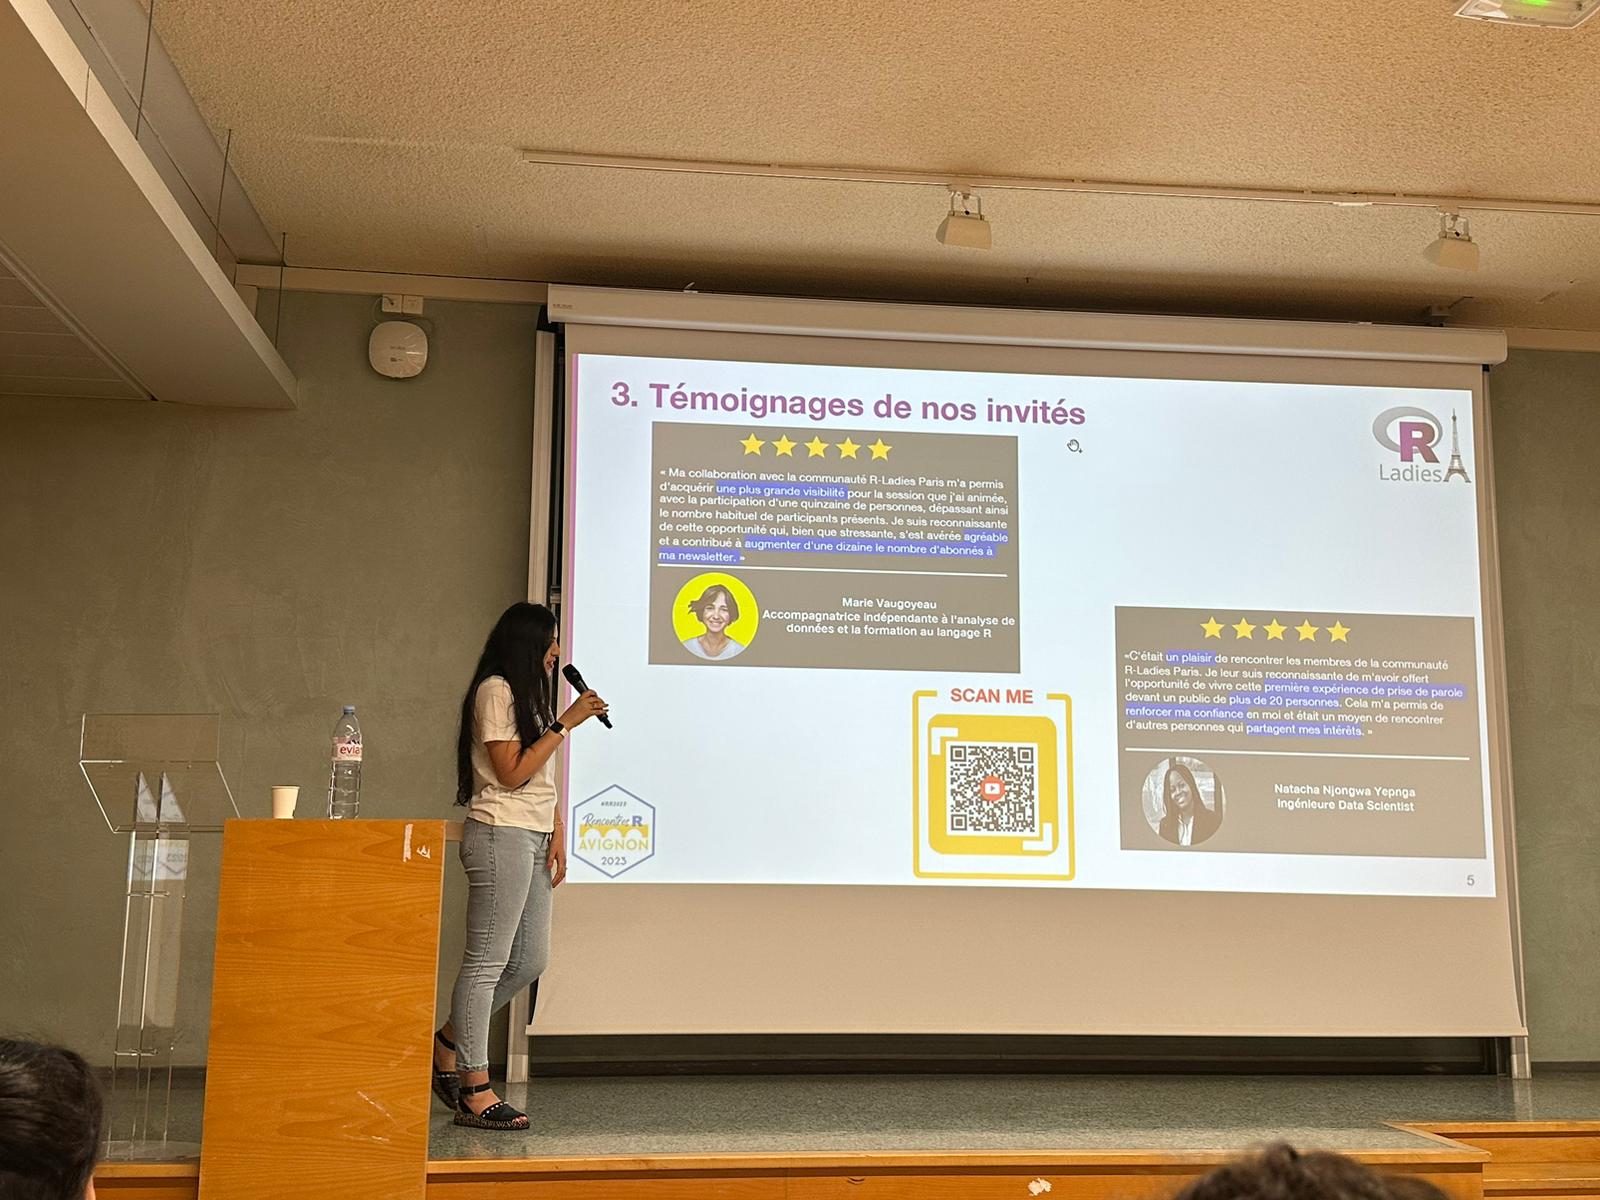 3. Témoignages de nos invités
R
Ladies
« Ma collaboration avec la communauté R-Ladies Paris m'a permis
d'acquérir une plus grande visibilité pour la session que j'ai animée,
avec la participation d'une quinzaine de personnes, dépassant ainsi
le nombre habituel de participants présents. Je suis reconnaissante
de cette opportunité qui, bien que stressante, s'est avérée agréable
et a contribué à augmenter d'une dizaine le nombre d'abonnés à
ma newsletter. »
Marie Vaugoyeau
Accompagnatrice indépendante à l'analyse de
données et la formation au langage R
«C'était un plaisir de rencontrer les membres de la communauté
R-Ladies Paris. Je leur suis reconnaissante de m'avoir offert
l'opportunité de vivre cette première expérience de prise de parole
devant un public de plus de 20 personnes. Cela m'a permis de
renforcer ma confiance en moi et était un moyen de rencontrer
d'autres personnes qui partagent mes intérêts. »
Natacha Njongwa Yepnga
Ingénieure Data Scientist
SCAN ME
#RR2023
Rencontres R
AVIGNON
2023
5
evian